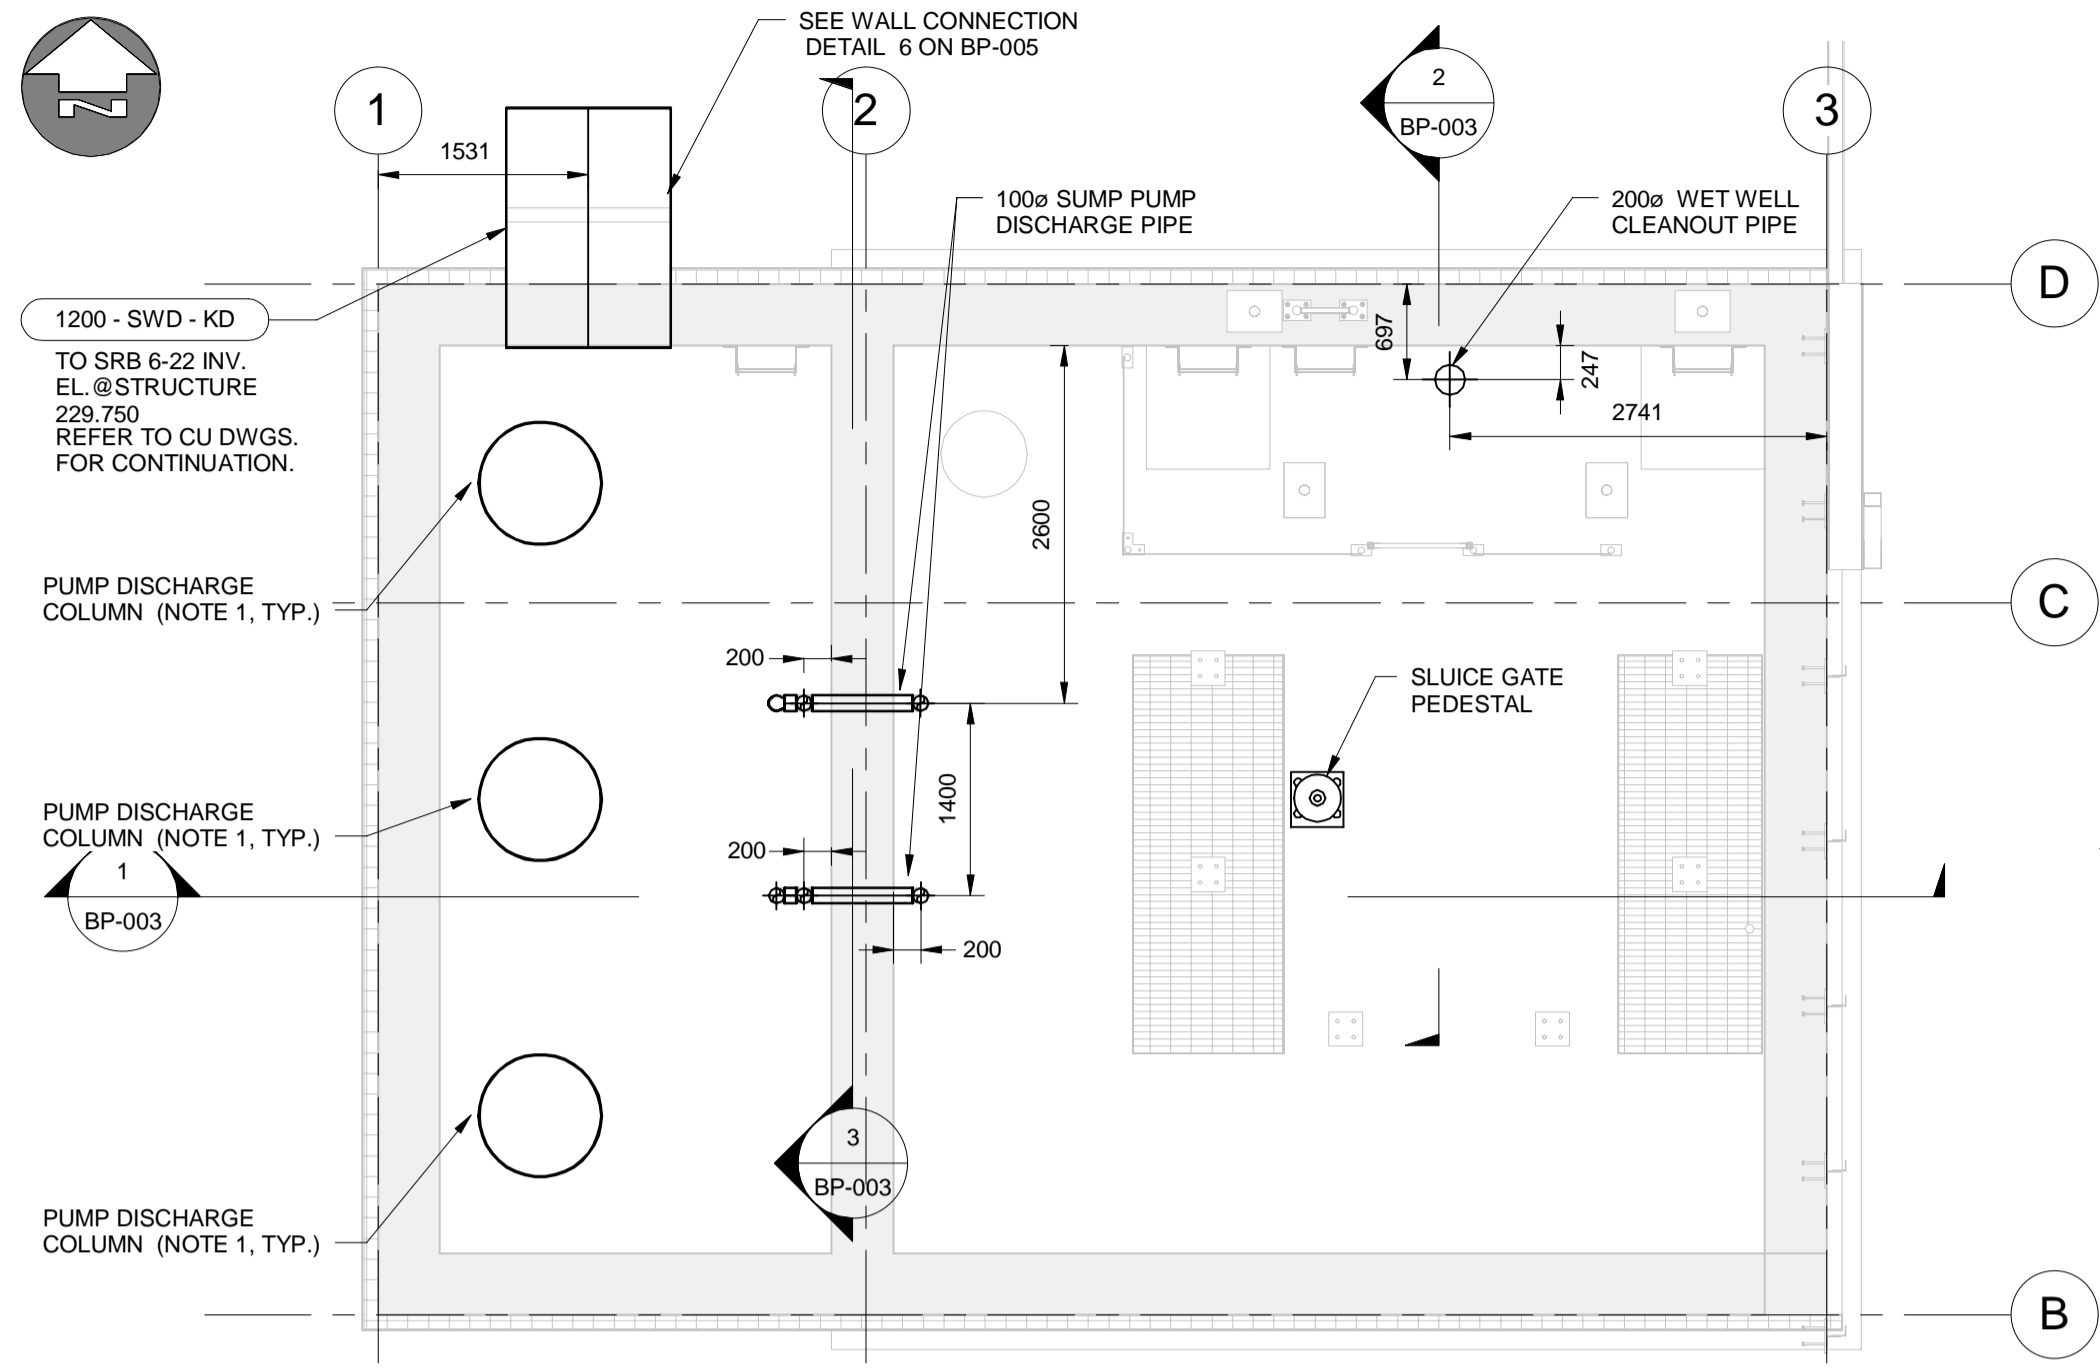 SEE WALL CONNECTION
DETAIL 6 ON BP-005
N
1
2
2
BP-003
3
1531
100ø SUMP PUMP
DISCHARGE PIPE
200ø WET WELL
CLEANOUT PIPE
D
1200 - SWD - KD
TO SRB 6-22 INV.
EL.@STRUCTURE
229.750
REFER TO CU DWGS.
FOR CONTINUATION.
697
247
2741
2600
PUMP DISCHARGE
COLUMN (NOTE 1, TYP.)
C
200
SLUICE GATE
PEDESTAL
1400
PUMP DISCHARGE
COLUMN (NOTE 1, TYP.)
200
1
BP-003
200
3
BP-003
PUMP DISCHARGE
COLUMN (NOTE 1, TYP.)
B